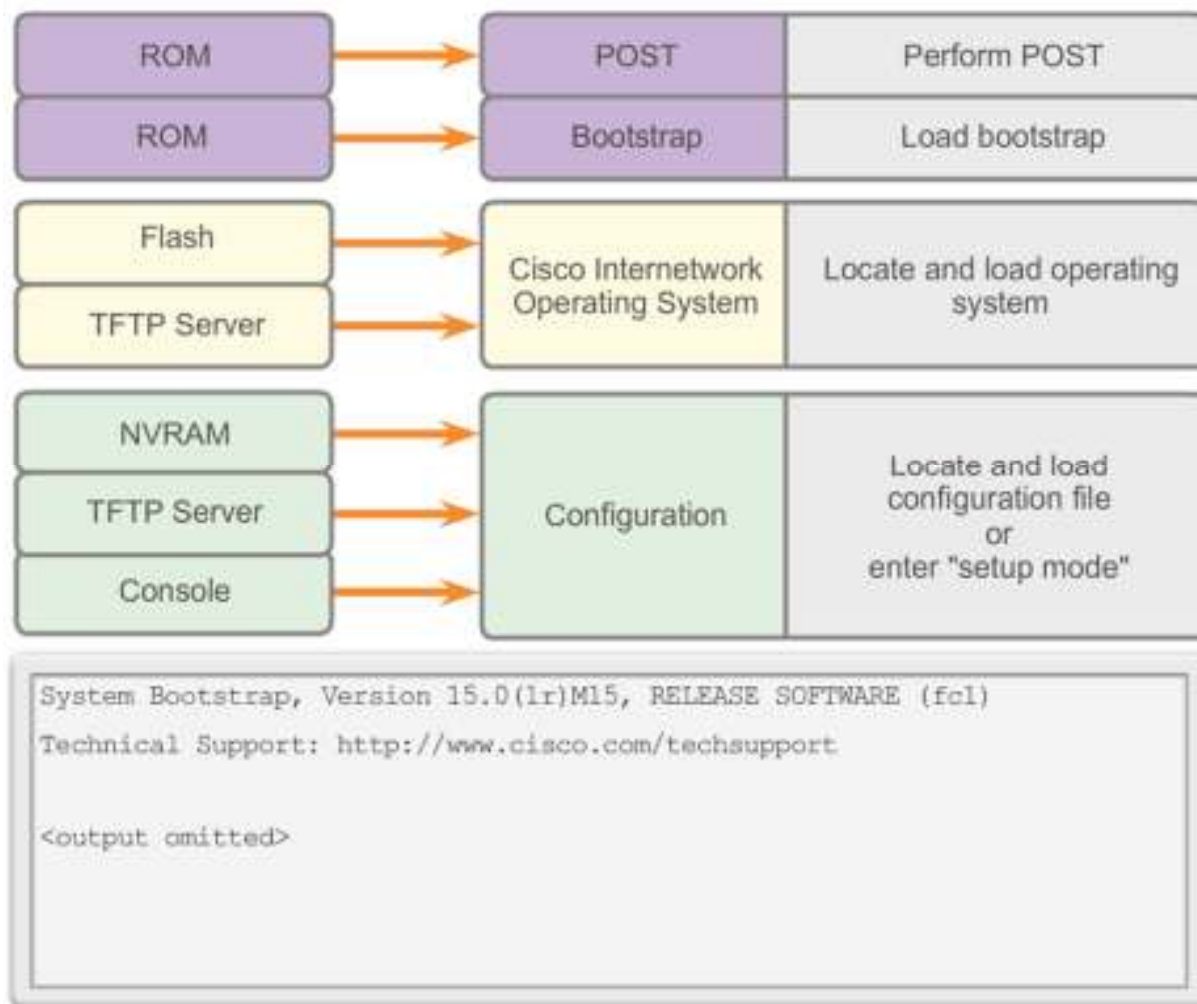 ROM
POST
Perform POST
ROM
Bootstrap
Load bootstrap
Flash
TFTP Server
Cisco Internetwork
Operating System
Locate and load operating
system
NVRAM
TFTP Server
Console
Configuration
Locate and load
configuration file
or
enter "setup mode"
System Bootstrap, Version 15.0(1r)M15, RELEASE SOFTWARE (fc1)
Technical Support: http://www.cisco.com/techsupport
<output omitted>